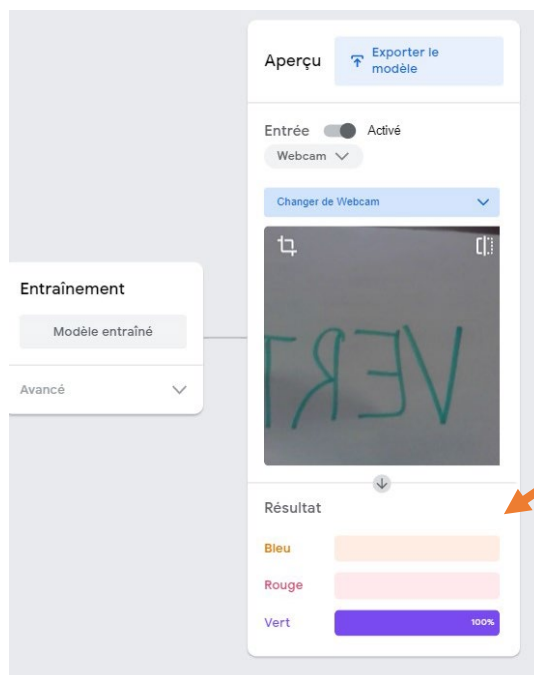 Aperçu
Exporter le
modèle
Entrée
Activé
Webcam
Changer de Webcam
VERT
Entraînement
Modèle entraîné
Avancé
Résultat
Bleu
Rouge
Vert
100%